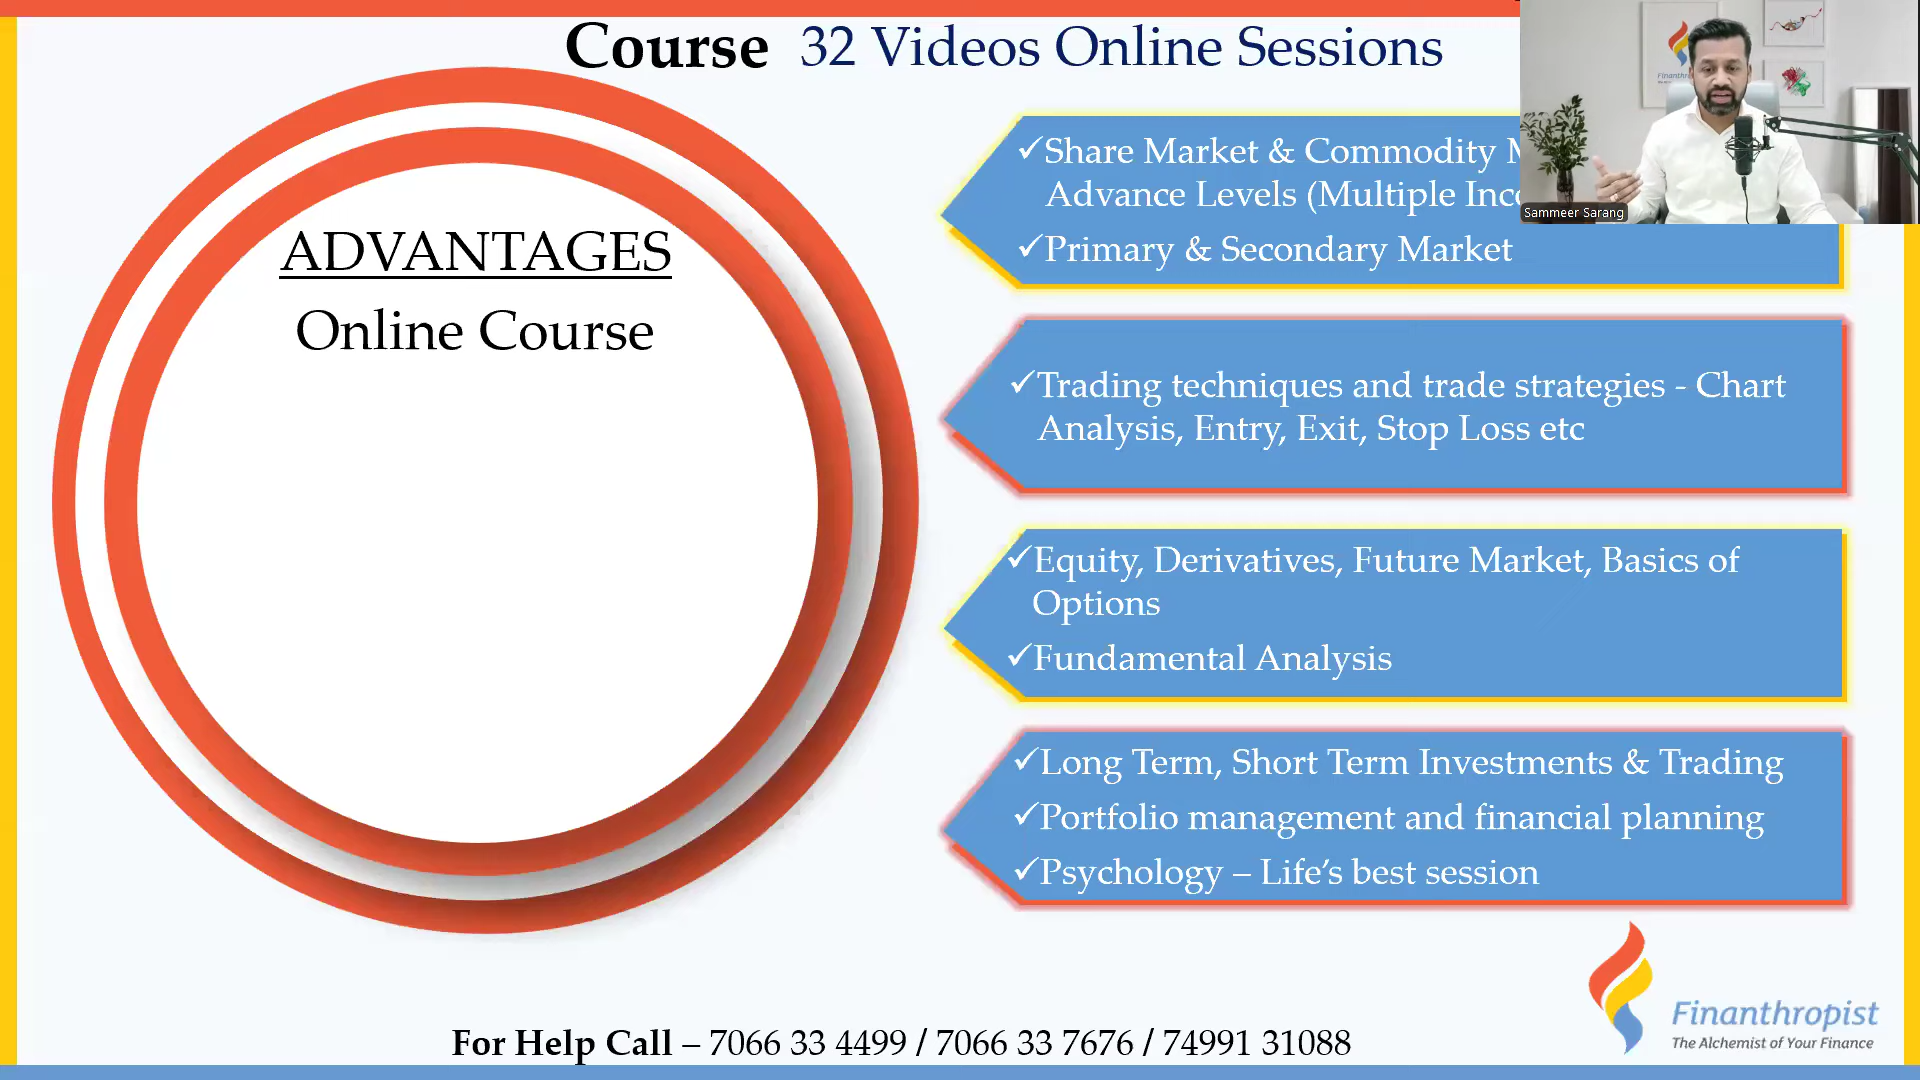 Course 32 Videos Online Sessions
ADVANTAGES
Online Course
✓Share Market & Commodity
Advance Levels (Multiple
✓Primary & Secondary Market
✓Trading techniques and trade strategies - Chart
Analysis, Entry, Exit, Stop Loss etc
✓Equity, Derivatives, Future Market, Basics of
Options
✓Fundamental Analysis
✓Long Term, Short Term Investments & Trading
✓Portfolio management and financial planning
✓Psychology – Life’s best session
Sammeer Sarang
Finanthropist
The Alchemist of Your Finance
For Help Call – 7066 33 4499 / 7066 33 7676 / 74991 31088